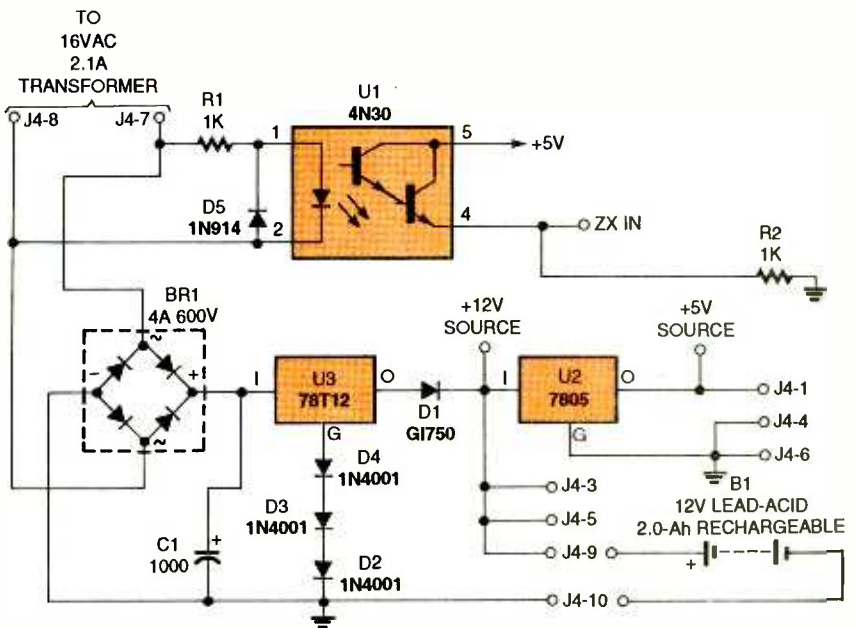 TO
16VAC
2.1A
TRANSFORMER
J4-8
J4-7
R1
1K
U1
4N30
1
5
+5V
D5
1N914
2
4
ZX IN
R2
1K
BR1
4A 600V
~
-
+
~
+12V
SOURCE
+5V
SOURCE
I
U3
78T12
O
G
D1
GI750
I
U2
7805
O
G
J4-1
J4-4
J4-6
D4
1N4001
D3
1N4001
D2
1N4001
C1
1000
+
J4-3
J4-5
J4-9
J4-10
B1
12V LEAD-ACID
2.0-Ah RECHARGEABLE
+